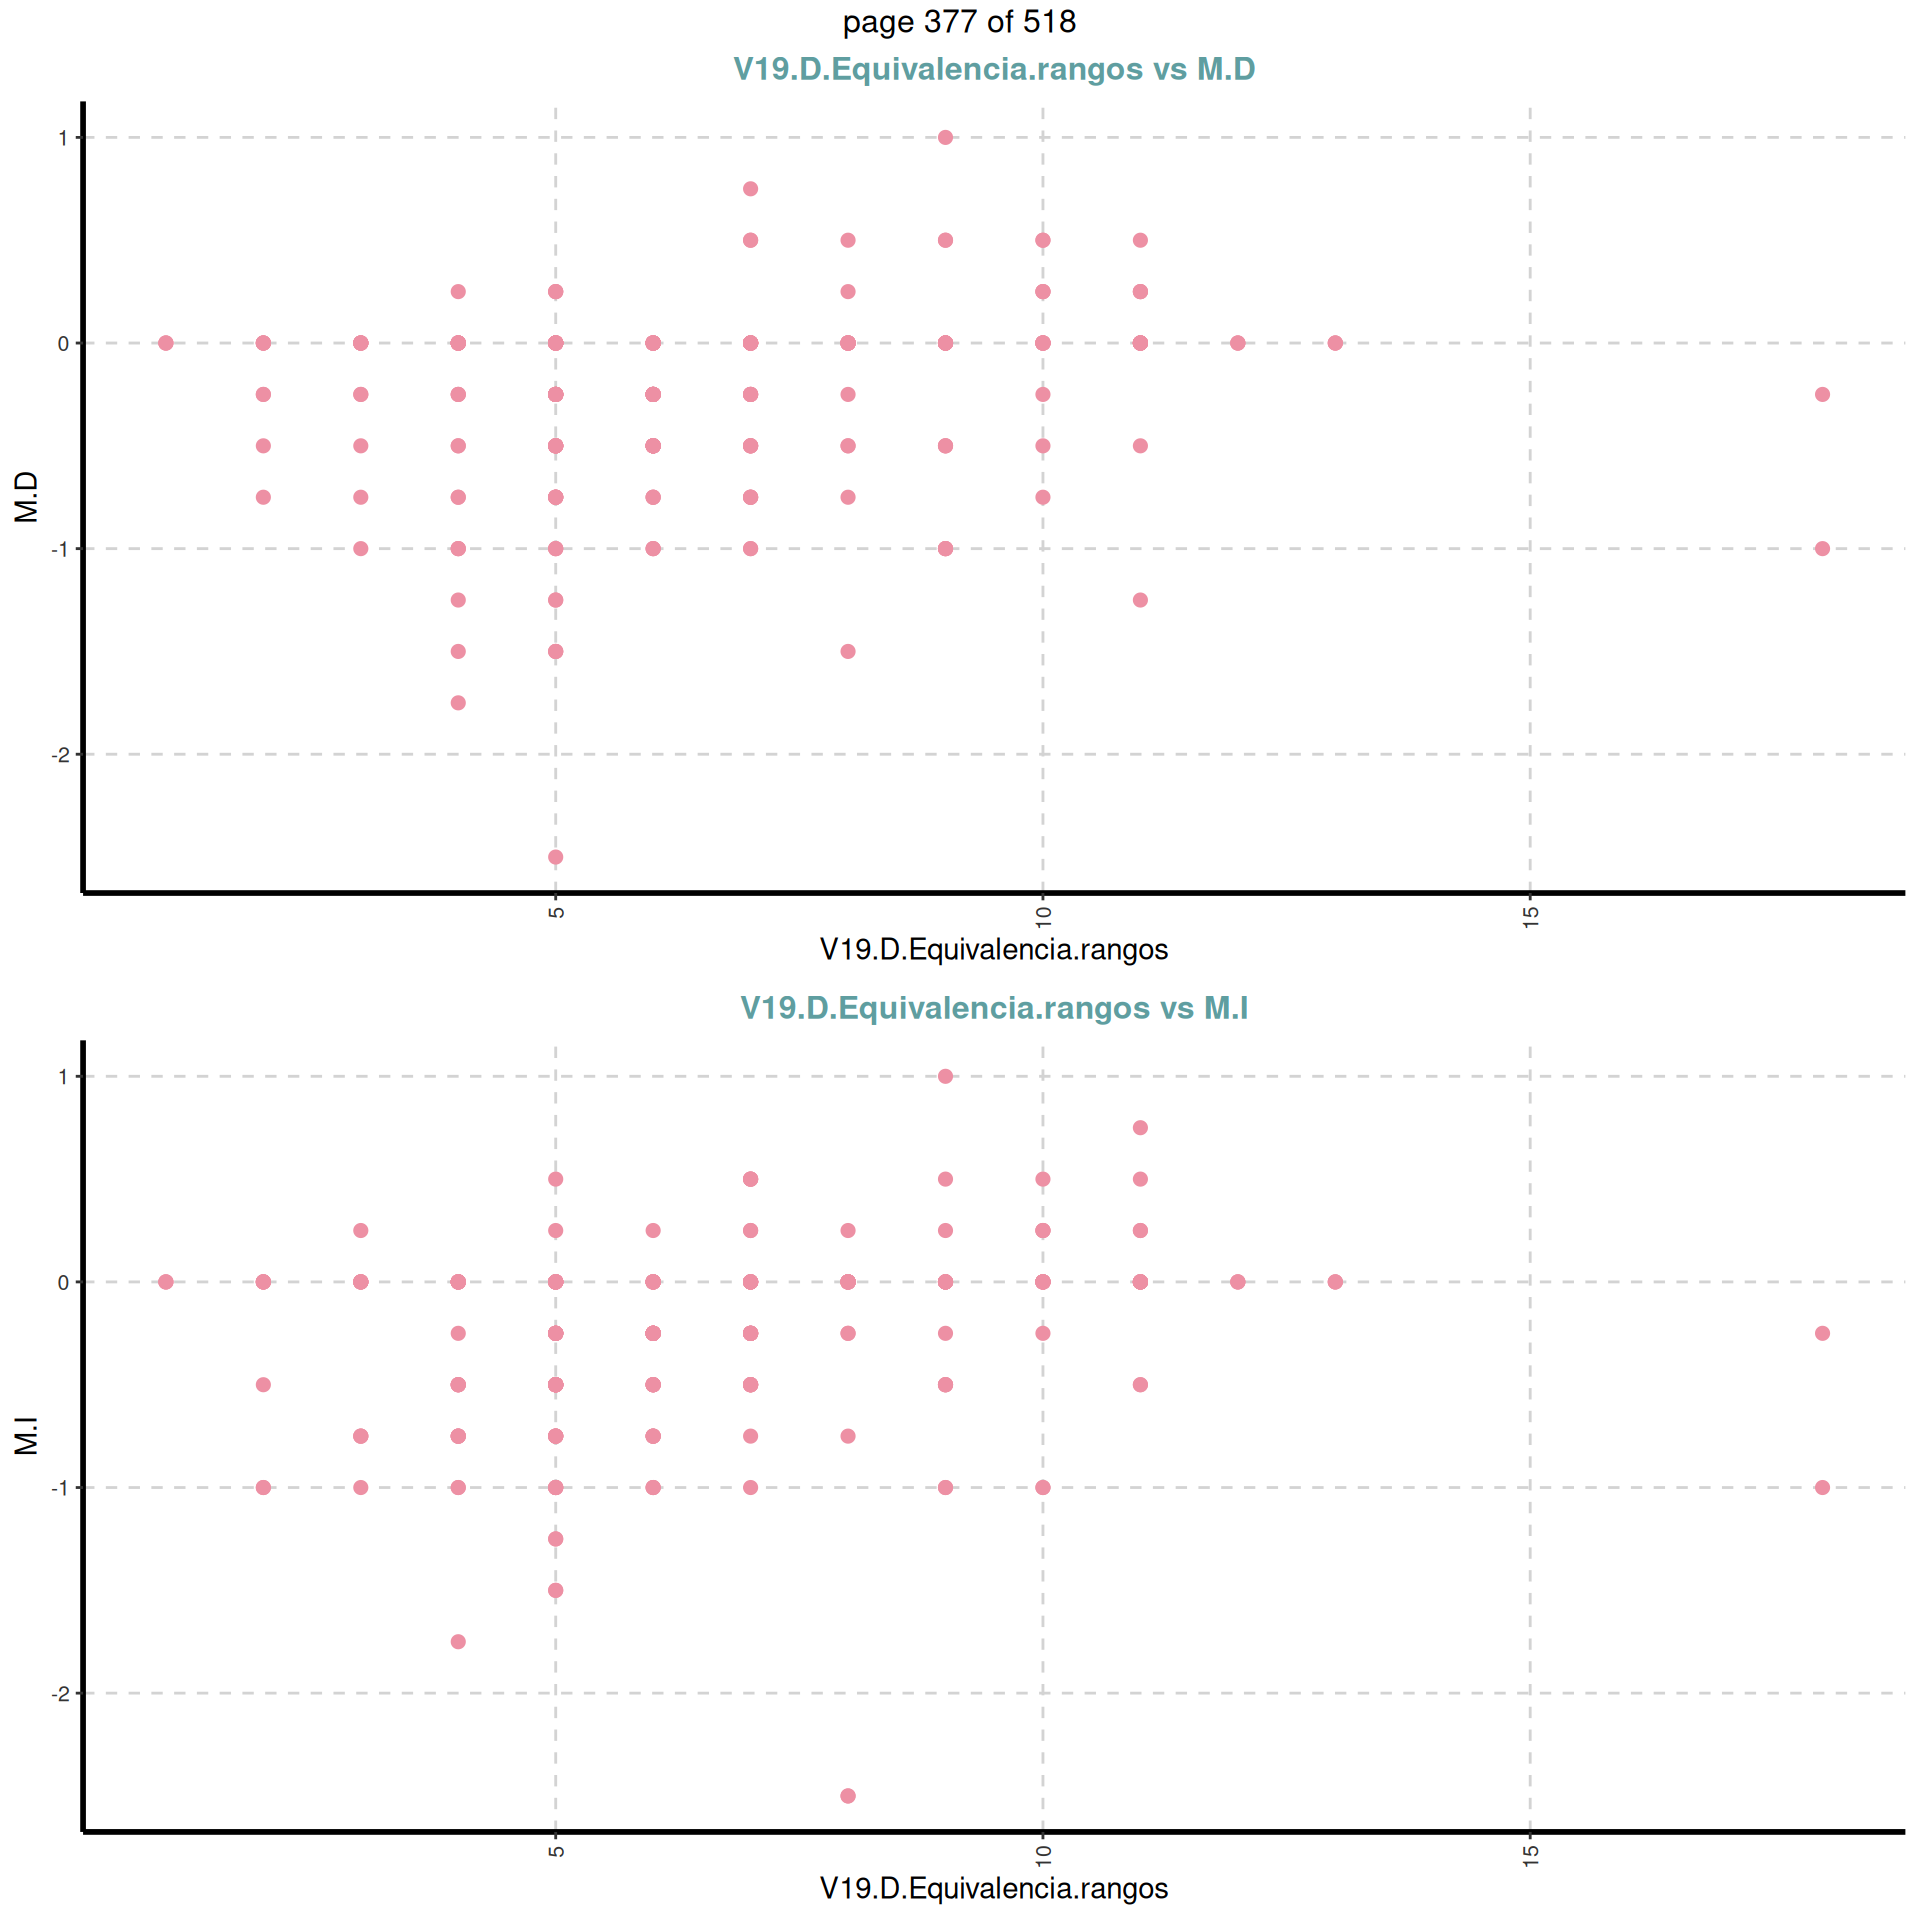 page 377 of 518
V19.D.Equivalencia.rangos vs M.D
1
0
-1
-2
M.D
5
10
15
V19.D.Equivalencia.rangos
V19.D.Equivalencia.rangos vs M.I
1
0
-1
-2
M.I
5
10
15
V19.D.Equivalencia.rangos